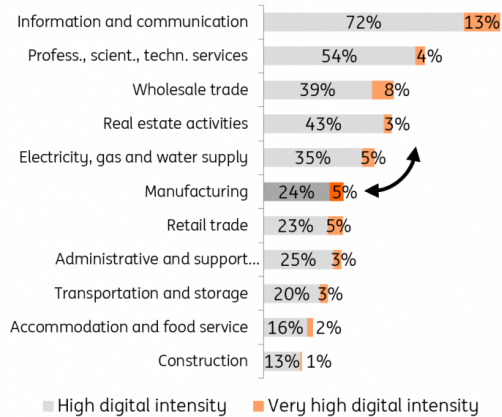 Information and communication 72% 13%
Profess., scient., techn. services 54% 4%
Wholesale trade 39% 8%
Real estate activities 43% 3%
Electricity, gas and water supply 35% 5%
Manufacturing 24% 5%
Retail trade 23% 5%
Administrative and support... 25% 3%
Transportation and storage 20% 3%
Accommodation and food service 16% 2%
Construction 13% 1%
High digital intensity Very high digital intensity